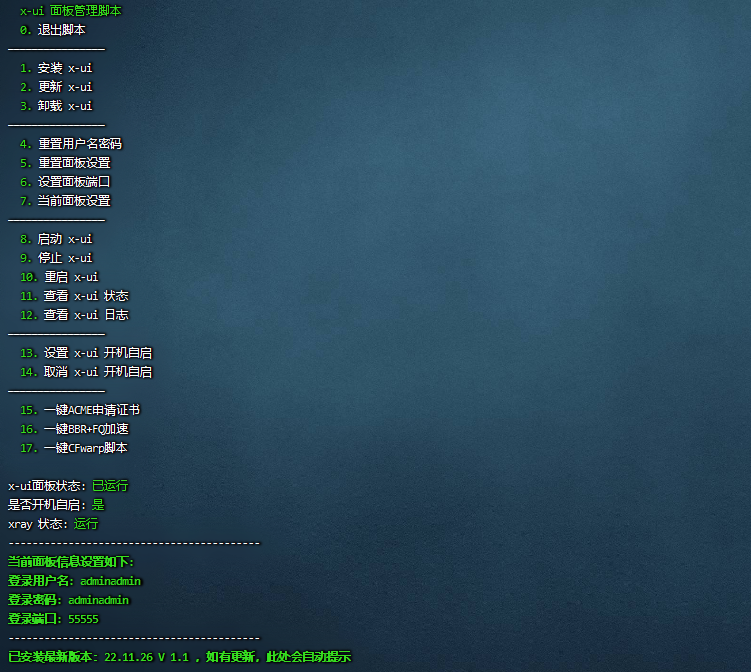 x-ui 面板管理脚本
0. 退出脚本
————————————————
1. 安装 x-ui
2. 更新 x-ui
3. 卸载 x-ui
————————————————
4. 重置用户名密码
5. 重置面板设置
6. 设置面板端口
7. 当前面板设置
————————————————
8. 启动 x-ui
9. 停止 x-ui
10. 重启 x-ui
11. 查看 x-ui 状态
12. 查看 x-ui 日志
————————————————
13. 设置 x-ui 开机自启
14. 取消 x-ui 开机自启
————————————————
15. 一键ACME申请证书
16. 一键BBR+FQ加速
17. 一键CFwarp脚本
x-ui面板状态: 已运行
是否开机自启: 是
xray 状态: 运行
------------------------------------------
当前面板信息设置如下:
登录用户名: adminadmin
登录密码: adminadmin
登录端口: 55555
------------------------------------------
已安装最新版本: 22.11.26 V 1.1 ，如有更新，此处会自动提示